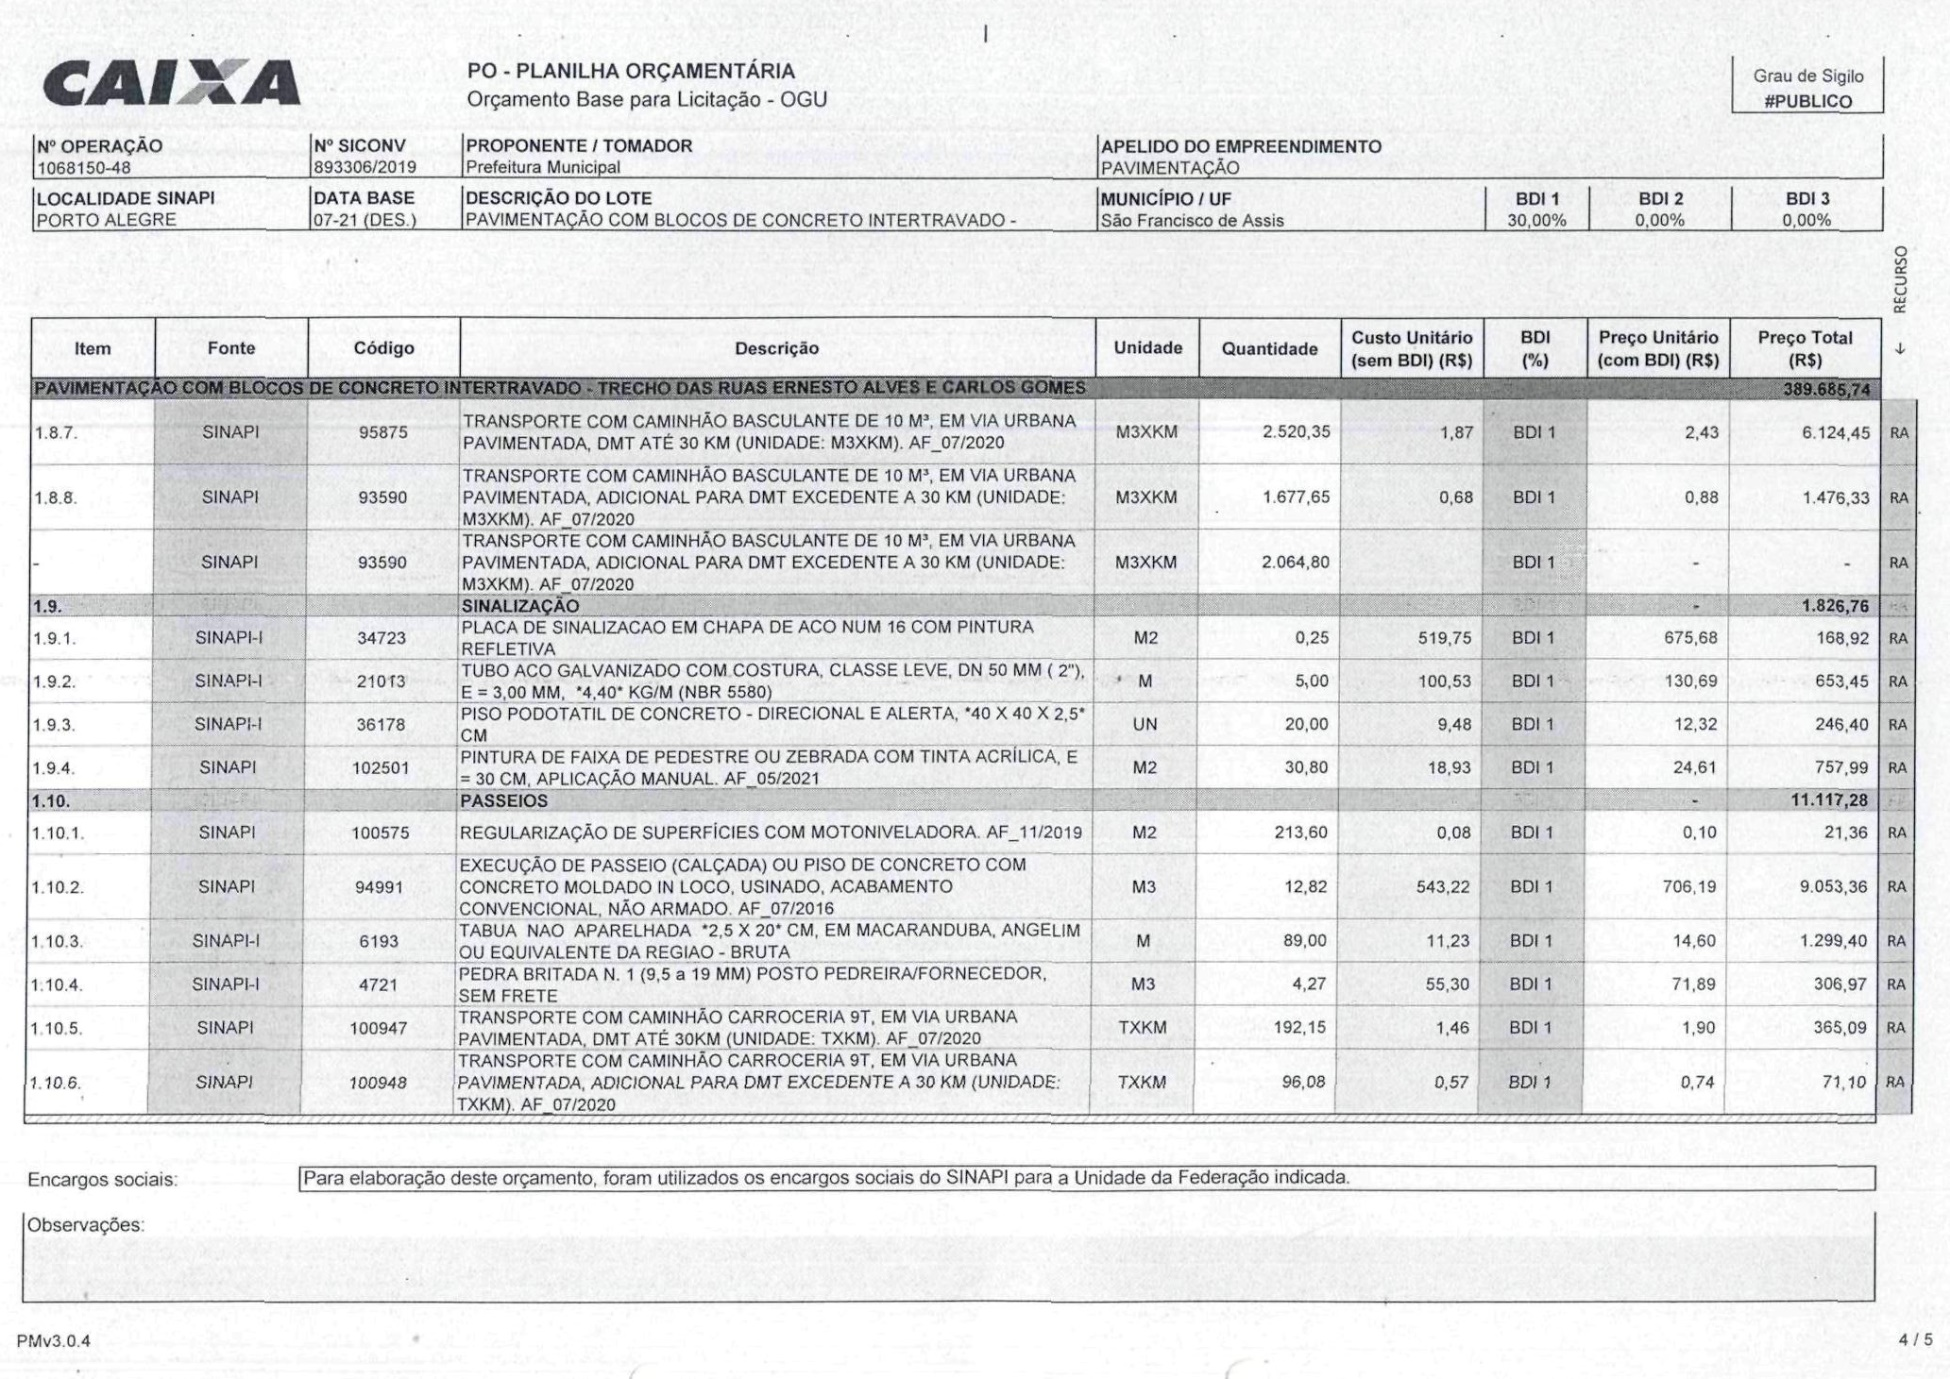 CAIXA
PO - PLANILHA ORÇAMENTÁRIA
Orçamento Base para Licitação - OGU
Grau de Sigilo
#PUBLICO
Nº OPERAÇÃO
1068150-48
Nº SICONV
893306/2019
PROPONENTE / TOMADOR
Prefeitura Municipal
APELIDO DO EMPREENDIMENTO
PAVIMENTAÇÃO
LOCALIDADE SINAPI
PORTO ALEGRE
DATA BASE
07-21 (DES.)
DESCRIÇÃO DO LOTE
PAVIMENTAÇÃO COM BLOCOS DE CONCRETO INTERTRAVADO -
MUNICÍPIO / UF
São Francisco de Assis
BDI 1
30,00%
BDI 2
0,00%
BDI 3
0,00%
RECURSO
↓
Item Fonte Código Descrição Unidade Quantidade Custo Unitário (sem BDI) (R$) BDI (%) Preço Unitário (com BDI) (R$) Preço Total (R$)
PAVIMENTAÇÃO COM BLOCOS DE CONCRETO INTERTRAVADO - TRECHO DAS RUAS ERNESTO ALVES E CARLOS GOMES 389.685,74
1.8.7. SINAPI 95875 TRANSPORTE COM CAMINHÃO BASCULANTE DE 10 M³, EM VIA URBANA
PAVIMENTADA, DMT ATÉ 30 KM (UNIDADE: M3XKM). AF_07/2020 M3XKM 2.520,35 1,87 BDI 1 2,43 6.124,45 RA
1.8.8. SINAPI 93590 TRANSPORTE COM CAMINHÃO BASCULANTE DE 10 M³, EM VIA URBANA
PAVIMENTADA, ADICIONAL PARA DMT EXCEDENTE A 30 KM (UNIDADE:
M3XKM). AF_07/2020 M3XKM 1.677,65 0,68 BDI 1 0,88 1.476,33 RA
- SINAPI 93590 TRANSPORTE COM CAMINHÃO BASCULANTE DE 10 M³, EM VIA URBANA
PAVIMENTADA, ADICIONAL PARA DMT EXCEDENTE A 30 KM (UNIDADE:
M3XKM). AF_07/2020 M3XKM 2.064,80 BDI 1 - - RA
1.9. SINALIZAÇÃO - 1.826,76
1.9.1. SINAPI-I 34723 PLACA DE SINALIZACAO EM CHAPA DE ACO NUM 16 COM PINTURA
REFLETIVA M2 0,25 519,75 BDI 1 675,68 168,92 RA
1.9.2. SINAPI-I 21013 TUBO ACO GALVANIZADO COM COSTURA, CLASSE LEVE, DN 50 MM ( 2"),
E = 3,00 MM, *4,40* KG/M (NBR 5580) M 5,00 100,53 BDI 1 130,69 653,45 RA
1.9.3. SINAPI-I 36178 PISO PODOTATIL DE CONCRETO - DIRECIONAL E ALERTA, *40 X 40 X 2,5*
CM UN 20,00 9,48 BDI 1 12,32 246,40 RA
1.9.4. SINAPI 102501 PINTURA DE FAIXA DE PEDESTRE OU ZEBRADA COM TINTA ACRÍLICA, E
= 30 CM, APLICAÇÃO MANUAL. AF_05/2021 M2 30,80 18,93 BDI 1 24,61 757,99 RA
1.10. PASSEIOS - 11.117,28
1.10.1. SINAPI 100575 REGULARIZAÇÃO DE SUPERFÍCIES COM MOTONIVELADORA. AF_11/2019 M2 213,60 0,08 BDI 1 0,10 21,36 RA
1.10.2. SINAPI 94991 EXECUÇÃO DE PASSEIO (CALÇADA) OU PISO DE CONCRETO COM
CONCRETO MOLDADO IN LOCO, USINADO, ACABAMENTO
CONVENCIONAL, NÃO ARMADO. AF_07/2016 M3 12,82 543,22 BDI 1 706,19 9.053,36 RA
1.10.3. SINAPI-I 6193 TABUA NAO APARELHADA *2,5 X 20* CM, EM MACARANDUBA, ANGELIM
OU EQUIVALENTE DA REGIAO - BRUTA M 89,00 11,23 BDI 1 14,60 1.299,40 RA
1.10.4. SINAPI-I 4721 PEDRA BRITADA N. 1 (9,5 a 19 MM) POSTO PEDREIRA/FORNECEDOR,
SEM FRETE M3 4,27 55,30 BDI 1 71,89 306,97 RA
1.10.5. SINAPI 100947 TRANSPORTE COM CAMINHÃO CARROCERIA 9T, EM VIA URBANA
PAVIMENTADA, DMT ATÉ 30KM (UNIDADE: TXKM). AF_07/2020 TXKM 192,15 1,46 BDI 1 1,90 365,09 RA
1.10.6. SINAPI 100948 TRANSPORTE COM CAMINHÃO CARROCERIA 9T, EM VIA URBANA
PAVIMENTADA, ADICIONAL PARA DMT EXCEDENTE A 30 KM (UNIDADE:
TXKM). AF_07/2020 TXKM 96,08 0,57 BDI 1 0,74 71,10 RA
Encargos sociais:
Para elaboração deste orçamento, foram utilizados os encargos sociais do SINAPI para a Unidade da Federação indicada.
Observações:
PMv3.0.4
4 / 5